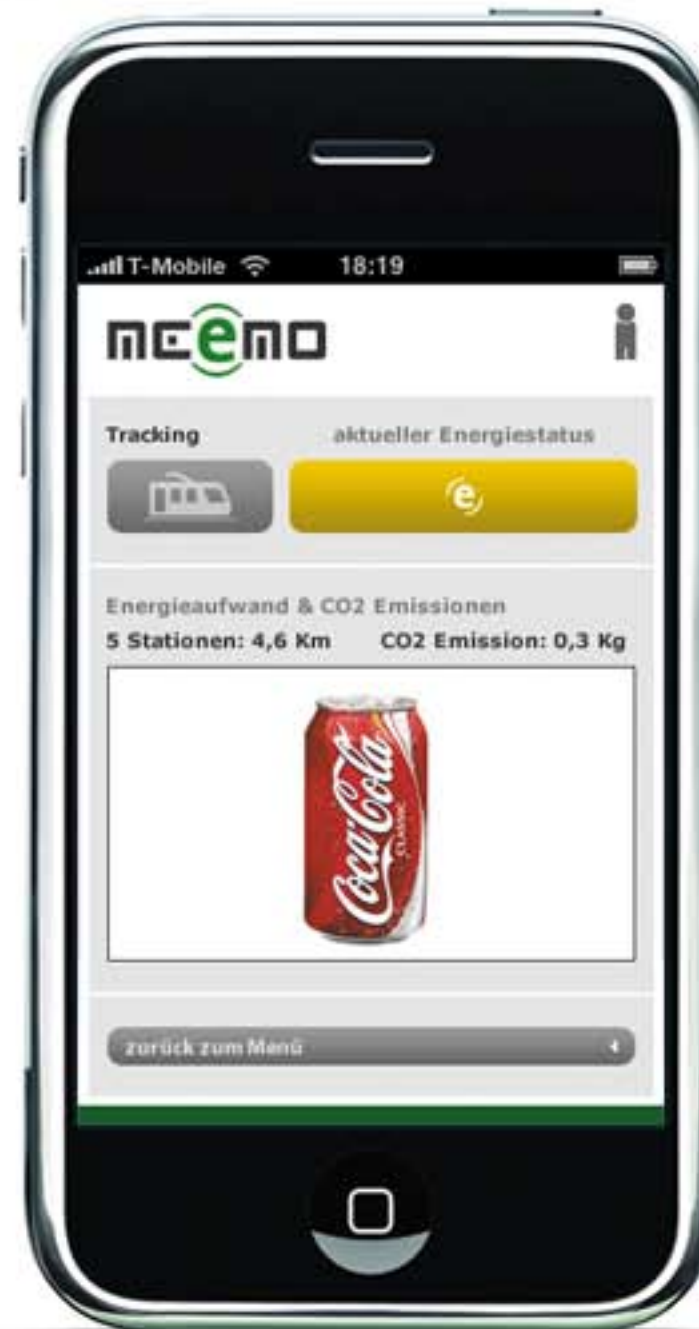 T-Mobile 18:19
mceemo
Tracking aktueller Energiestatus
e
Energieaufwand & CO2 Emissionen
5 Stationen: 4,6 Km CO2 Emission: 0,3 Kg
Coca-Cola
CLASSIC
zurück zum Menü